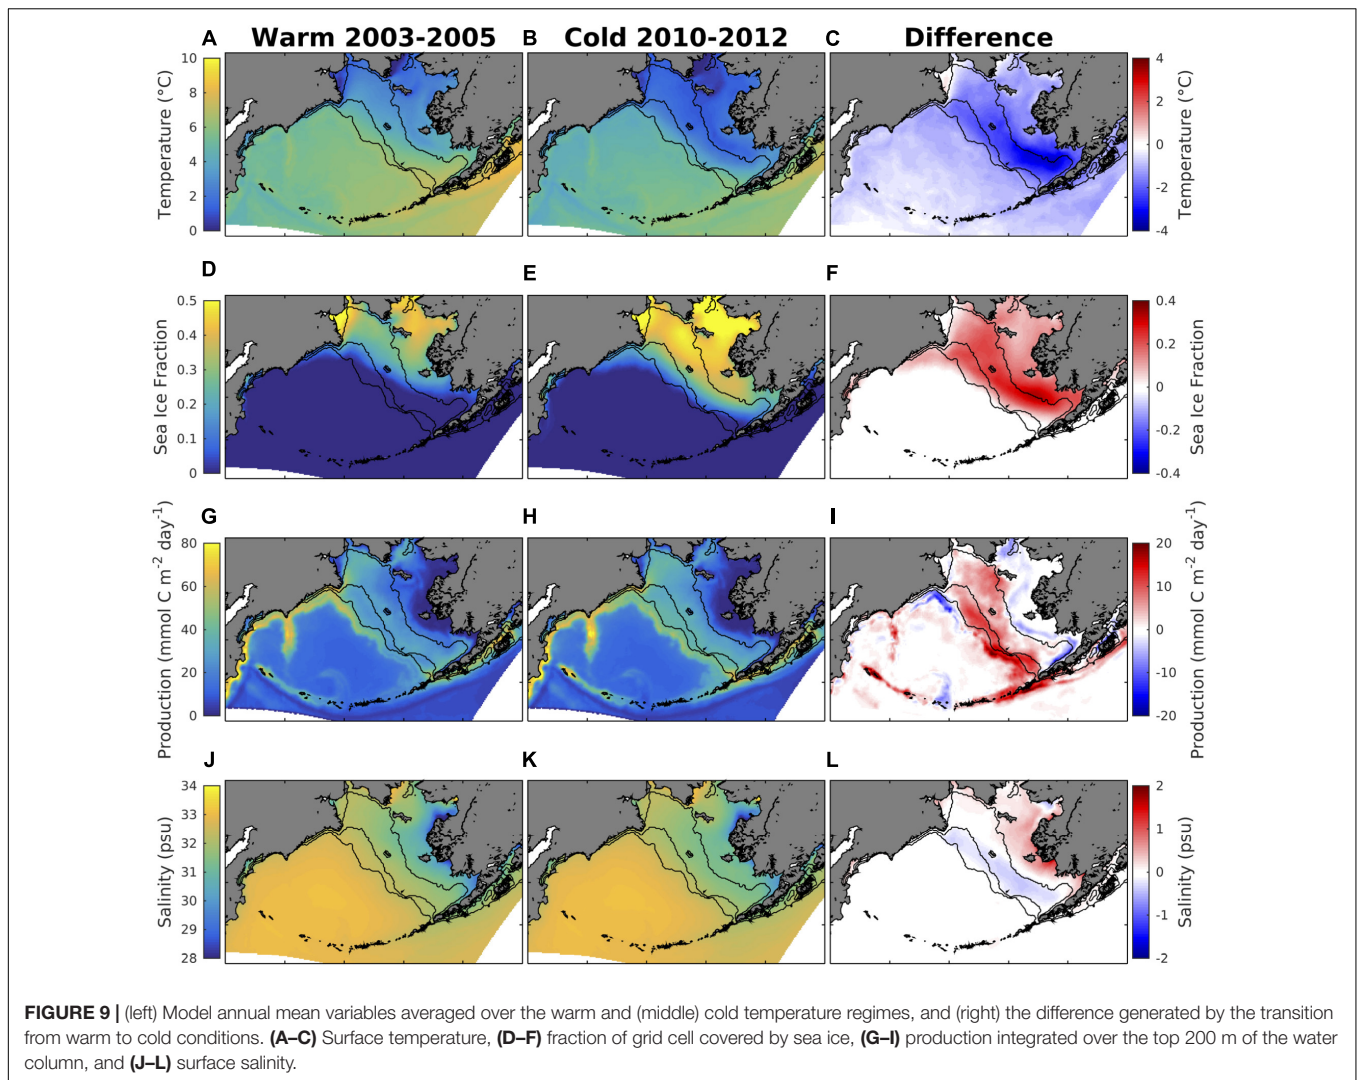 A Warm 2003-2005 B Cold 2010-2012 C Difference
Temperature (°C)
10
8
6
4
2
0
4
2
0
-2
-4
Temperature (°C)
D E F
Sea Ice Fraction
0.5
0.4
0.3
0.2
0.1
0
0.4
0.2
0
-0.2
-0.4
Sea Ice Fraction
G H I
Production (mmol C m-2 day-1)
80
60
40
20
0
20
10
0
-10
-20
Production (mmol C m-2 day-1)
J K L
Salinity (psu)
34
33
32
31
30
29
28
2
1
0
-1
-2
Salinity (psu)
FIGURE 9 | (left) Model annual mean variables averaged over the warm and (middle) cold temperature regimes, and (right) the difference generated by the transition
from warm to cold conditions. (A–C) Surface temperature, (D–F) fraction of grid cell covered by sea ice, (G–I) production integrated over the top 200 m of the water
column, and (J–L) surface salinity.